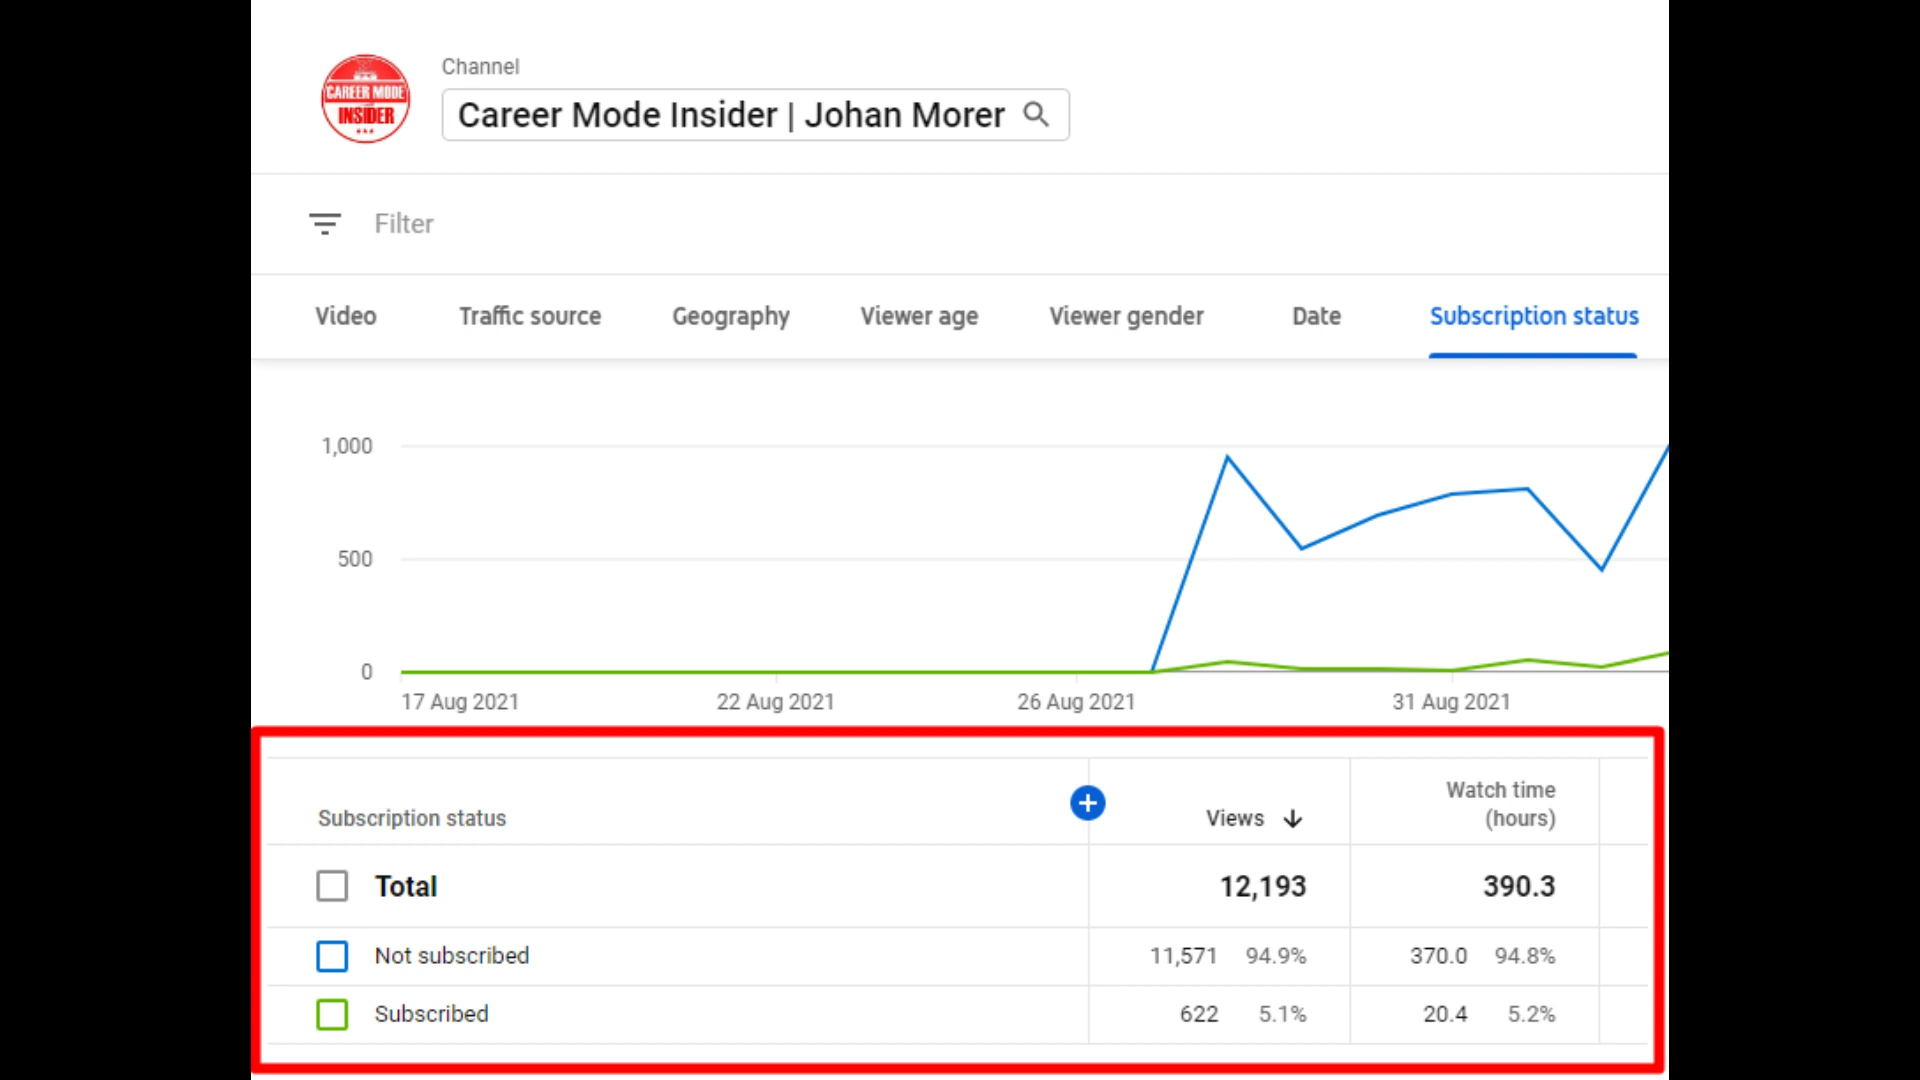 CAREER MODE
INSIDER
Channel
Career Mode Insider | Johan Morer
Filter
Video Traffic source Geography Viewer age Viewer gender Date Subscription status
1,000
500
0
17 Aug 2021 22 Aug 2021 26 Aug 2021 31 Aug 2021
Subscription status Views Watch time
(hours)
Total 12,193 390.3
Not subscribed 11,571 94.9% 370.0 94.8%
Subscribed 622 5.1% 20.4 5.2%